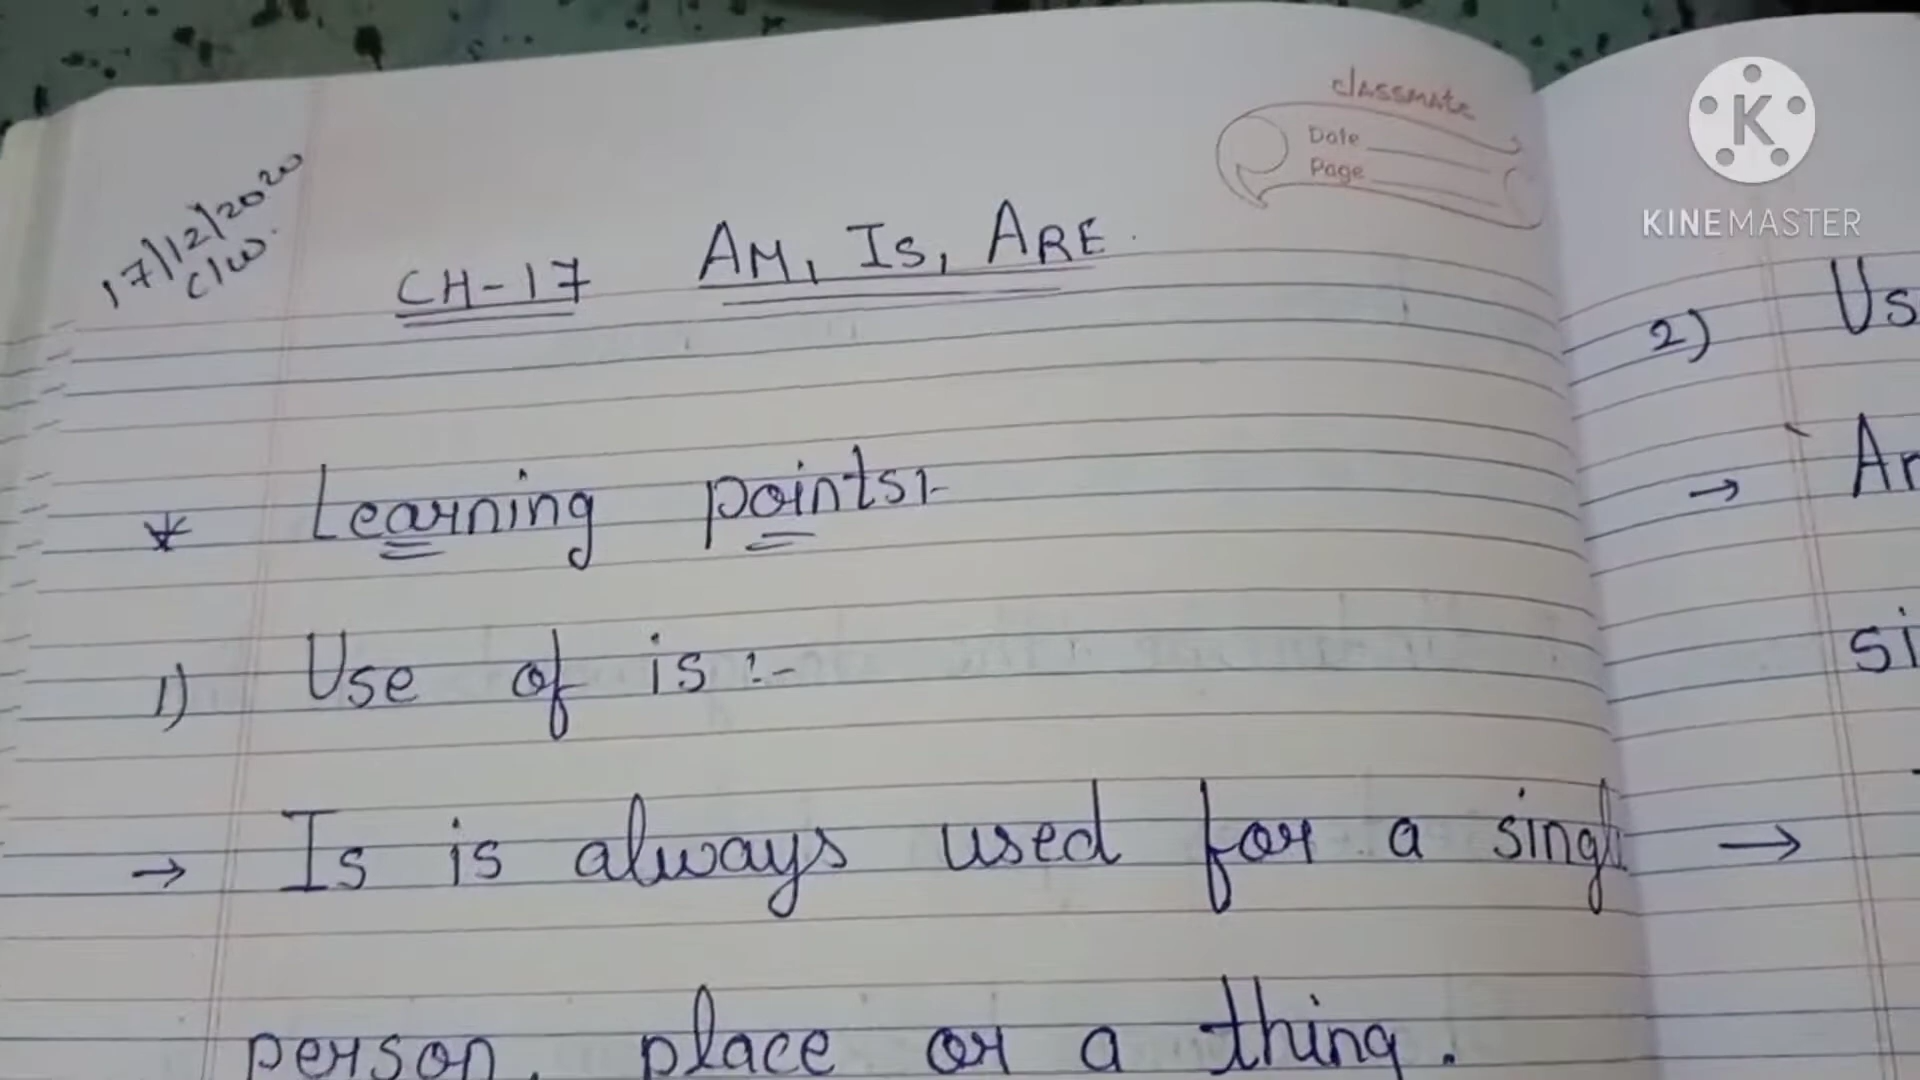 classmate
Date
Page
17/12/2020
C/W.
CH-17 AM, IS, ARE.
* Learning points:-
1) Use of is :-
→ Is is always used for a singl
person, place or a thing.
2) Us
→ Ar
si
→
K
KINEMASTER